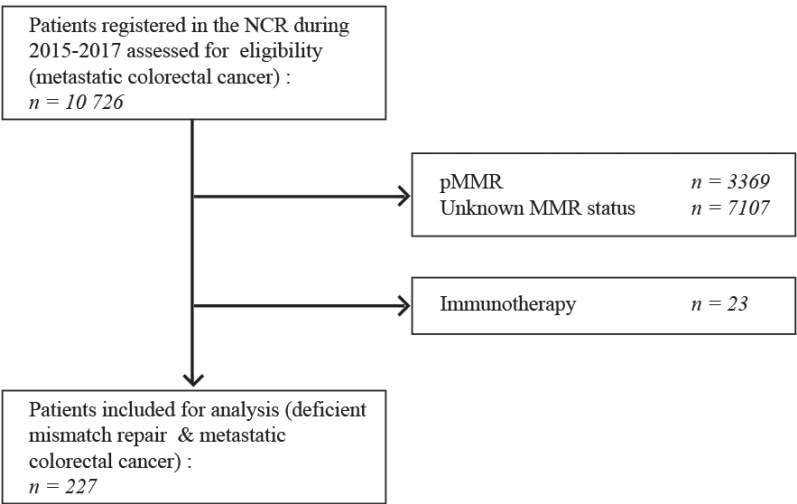 Patients registered in the NCR during
2015-2017 assessed for eligibility
(metastatic colorectal cancer) :
n = 10 726
pMMR n = 3369
Unknown MMR status n = 7107
Immunotherapy n = 23
Patients included for analysis (deficient
mismatch repair & metastatic
colorectal cancer) :
n = 227